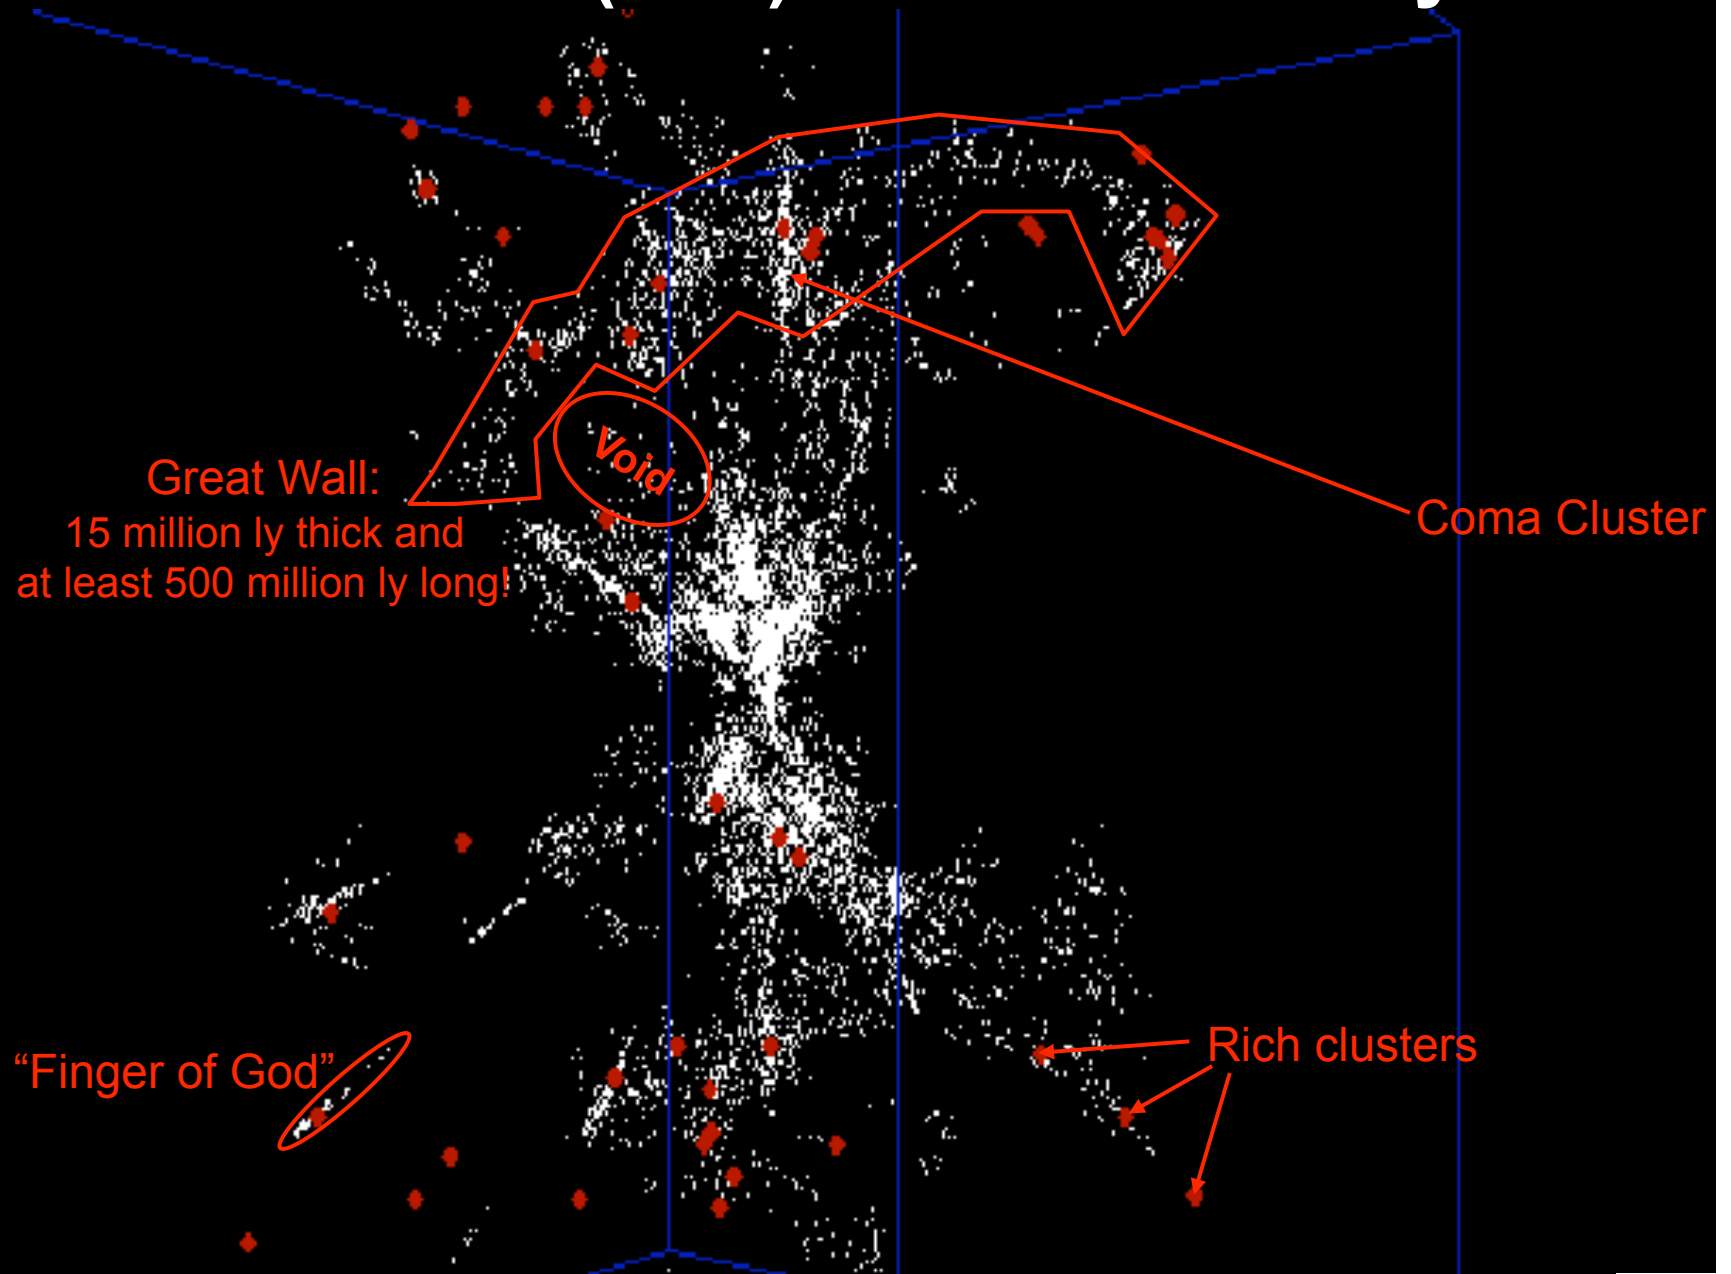 Void
Great Wall:
15 million ly thick and
at least 500 million ly long!
Coma Cluster
“Finger of God”
Rich clusters